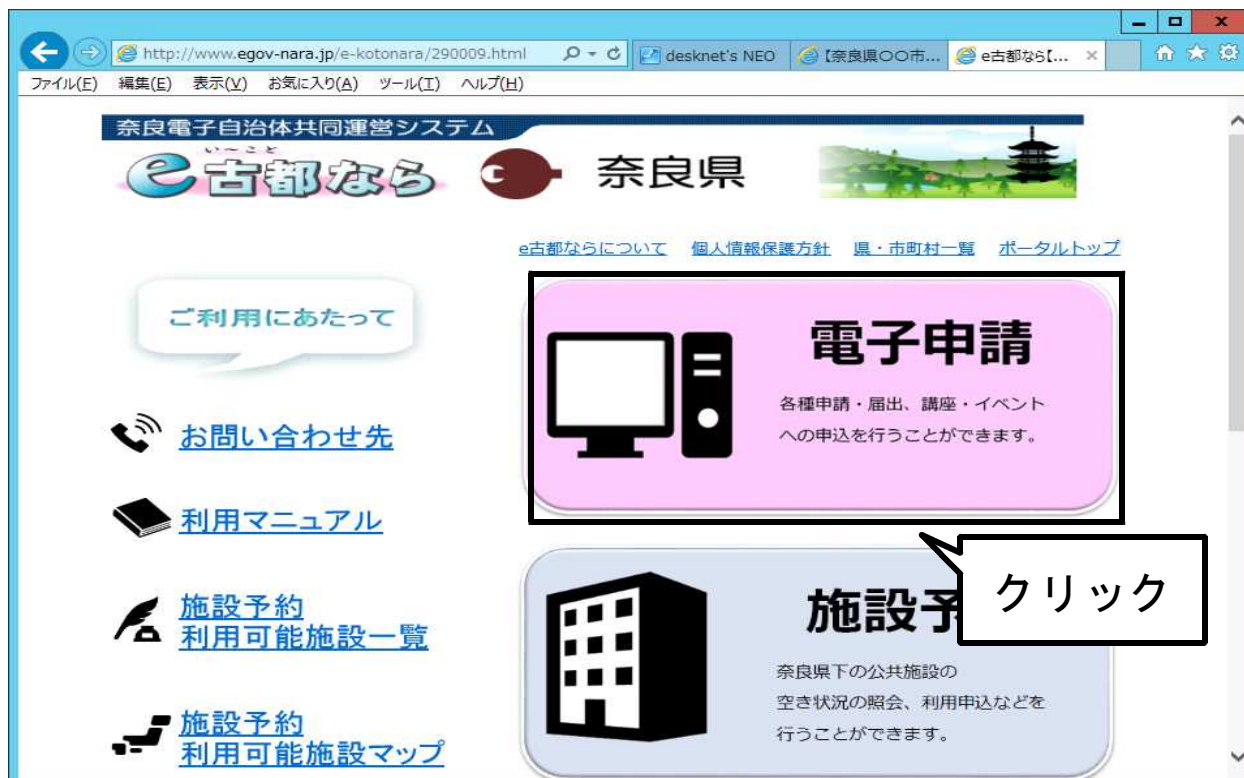 http://www.egov-nara.jp/e-kotonara/290009.html
desknet's NEO
【奈良県〇〇市...
e古都なら【...
ファイル(F) 編集(E) 表示(V) お気に入り(A) ツール(T) ヘルプ(H)
奈良電子自治体共同運営システム
い～こと
e古都なら
奈良県
e古都ならについて 個人情報保護方針 県・市町村一覧 ポータルトップ
ご利用にあたって
お問い合わせ先
利用マニュアル
施設予約
利用可能施設一覧
施設予約
利用可能施設マップ
電子申請
各種申請・届出、講座・イベント
への申込を行うことができます。
クリック
施設予
奈良県下の公共施設の
空き状況の照会、利用申込などを
行うことができます。